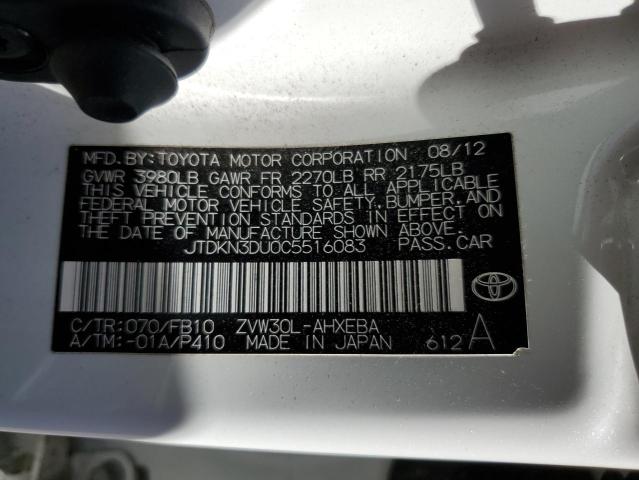 MFD.BY:TOYOTA MOTOR CORPORATION 08/12
GVWR 3980LB GAWR FR 2270LB RR 2175LB
THIS VEHICLE CONFORMS TO ALL APPLICABLE
FEDERAL MOTOR VEHICLE SAFETY, BUMPER, AND
THEFT PREVENTION STANDARDS IN EFFECT ON
THE DATE OF MANUFACTURE SHOWN ABOVE.
JTDKN3DU0C5516083 PASS.CAR
C/TR:070/FB10 ZVW30L-AHXEBA
A/TM:-01A/P410 MADE IN JAPAN 612 A